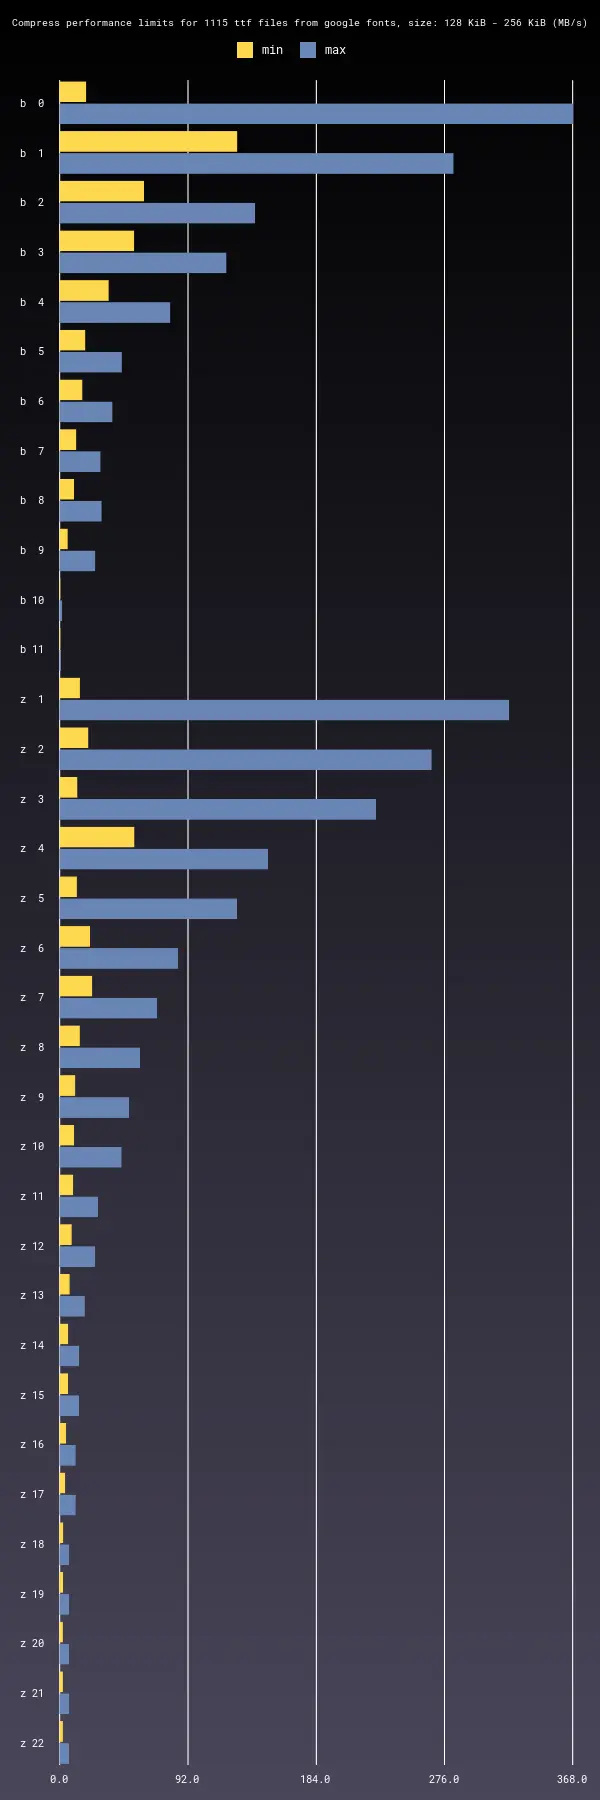 Compress performance limits for 1115 ttf files from google fonts, size: 128 KiB - 256 KiB (MB/s)
min max
b 0
b 1
b 2
b 3
b 4
b 5
b 6
b 7
b 8
b 9
b 10
b 11
z 1
z 2
z 3
z 4
z 5
z 6
z 7
z 8
z 9
z 10
z 11
z 12
z 13
z 14
z 15
z 16
z 17
z 18
z 19
z 20
z 21
z 22
0.0 92.0 184.0 276.0 368.0